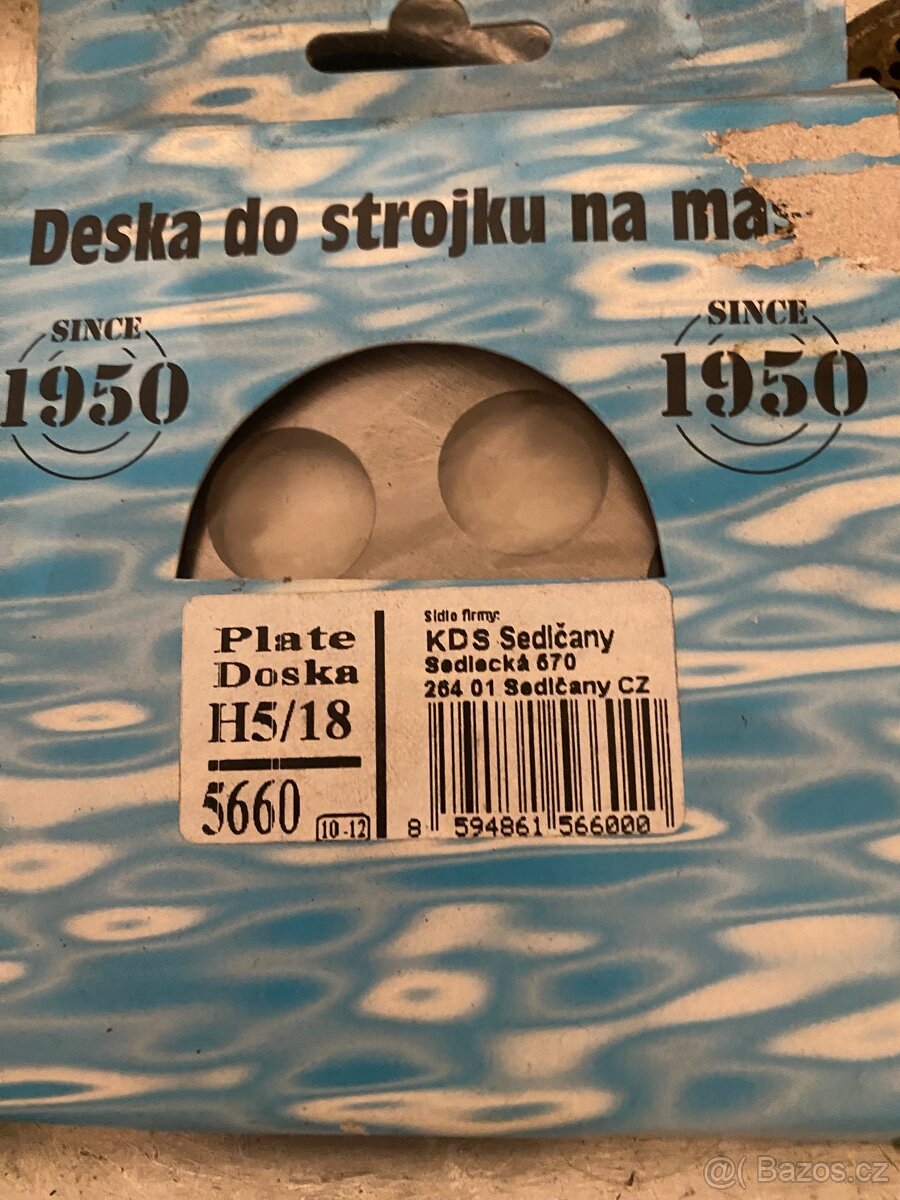 Deska do strojku na mas
SINCE
1950
SINCE
1950
Plate
Doska
H5/18
5660
10-12
Sídlo firmy:
KDS Sedlčany
Sedlecká 670
264 01 Sedlčany CZ
8 594861 566000
@( Bazos.cz